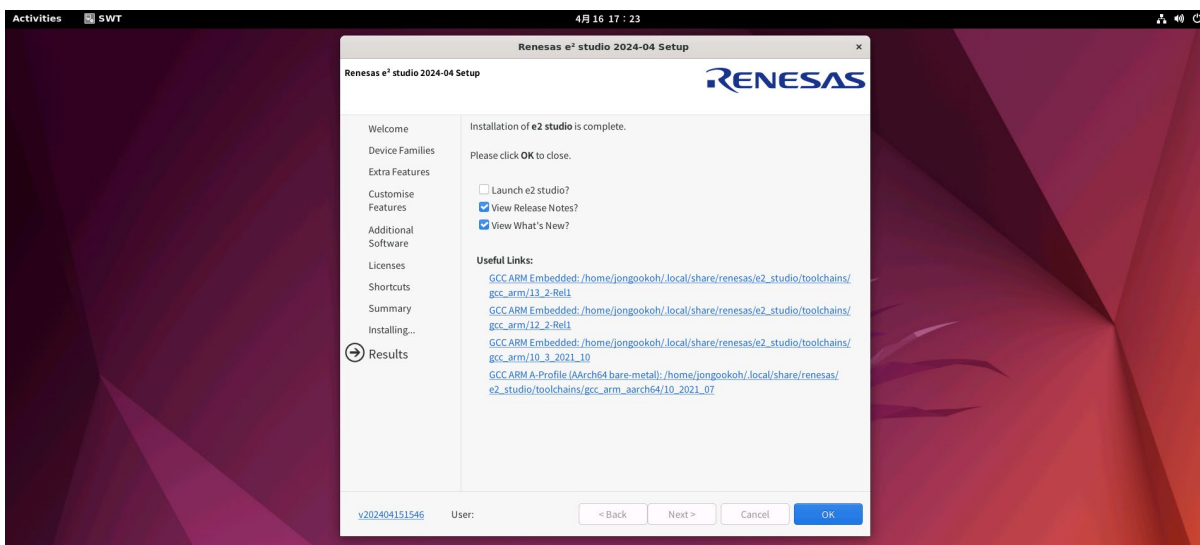 Activities SWT 4月 16 17：23
Renesas e² studio 2024-04 Setup ×
Renesas e² studio 2024-04 Setup
RENESAS
Welcome
Device Families
Extra Features
Customise
Features
Additional
Software
Licenses
Shortcuts
Summary
Installing...
Results
Installation of e2 studio is complete.
Please click OK to close.
Launch e2 studio?
View Release Notes?
View What's New?
Useful Links:
GCC ARM Embedded: /home/jongookoh/.local/share/renesas/e2_studio/toolchains/
gcc_arm/13_2-Rel1
GCC ARM Embedded: /home/jongookoh/.local/share/renesas/e2_studio/toolchains/
gcc_arm/12_2-Rel1
GCC ARM Embedded: /home/jongookoh/.local/share/renesas/e2_studio/toolchains/
gcc_arm/10_3_2021_10
GCC ARM A-Profile (AArch64 bare-metal): /home/jongookoh/.local/share/renesas/
e2_studio/toolchains/gcc_arm_aarch64/10_2021_07
v202404151546 User: < Back Next > Cancel OK